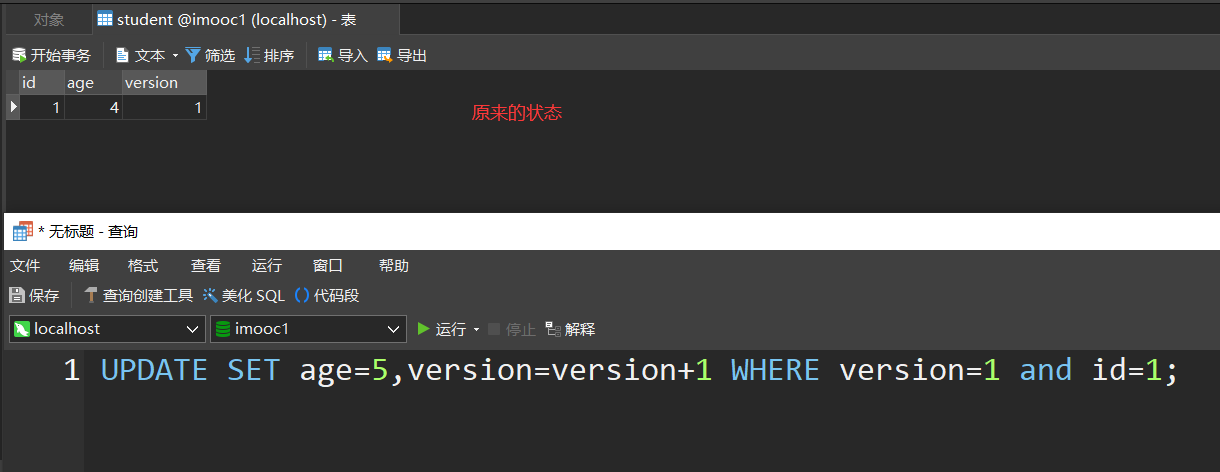 对象 student @imooc1 (localhost) - 表
开始事务 文本 筛选 排序 导入 导出
id age version
1 4 1
原来的状态
* 无标题 - 查询
文件 编辑 格式 查看 运行 窗口 帮助
保存 查询创建工具 美化 SQL () 代码段
localhost imooc1 运行 停止 解释
1 UPDATE SET age=5,version=version+1 WHERE version=1 and id=1;